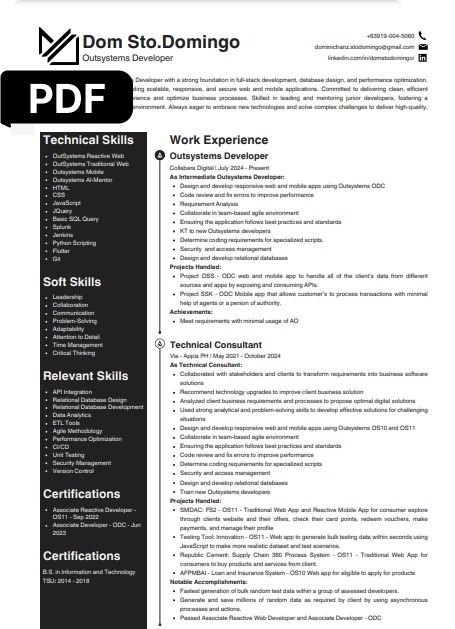 Dom Sto.Domingo
Outsystems Developer
+63919-004-5060
dominicfranz.stodomingo@gmail.com
linkedin.com/in/domstodomingo/
PDF
Developer with a strong foundation in full-stack development, database design, and performance optimization.
scalable, responsive, and secure web and mobile applications. Committed to delivering clean, efficient
and optimize business processes. Skilled in leading and mentoring junior developers, fostering a
Always eager to embrace new technologies and solve complex challenges to deliver high-quality,
Technical Skills
OutSystems Reactive Web
OutSystems Traditional Web
Outsystems Mobile
Outsystems AI-Mentor
HTML
CSS
JavaScript
JQuery
Basic SQL Query
Splunk
Jenkins
Python Scripting
Flutter
Git
Soft Skills
Leadership
Collaboration
Communication
Problem-Solving
Adaptability
Attention to Detail
Time Management
Critical Thinking
Relevant Skills
API Integration
Relational Database Design
Relational Database Development
Data Analytics
ETL Tools
Agile Methodology
Performance Optimization
CI/CD
Unit Testing
Security Management
Version Control
Certifications
Associate Reactive Developer -
OS11 - Sep 2022
Associate Developer - ODC - Jun
2023
Certifications
B.S. in Information and Technology
TSU: 2014 - 2018
Work Experience
Outsystems Developer
Collabera Digital | July 2024 - Present
As Intermediate Outsystems Developer:
Design and develop responsive web and mobile apps using Outsystems ODC
Code review and fix errors to improve performance
Requirement Analysis
Collaborate in team-based agile environment
Ensuring the application follows best practices and standards
KT to new Outsystems developers
Determine coding requirements for specialized scripts.
Security and access management
Design and develop relational databases
Projects Handled:
Project OSS - ODC web and mobile app to handle all of the client's data from different
sources and apps by exposing and consuming APIs.
Project SSK - ODC Mobile app that allows customer's to process transactions with minimal
help of agents or a person of authority.
Achievements:
Meet requirements with minimal usage of AO
Technical Consultant
Via - Appia PH | May 2021 - October 2024
As Technical Consultant:
Collaborated with stakeholders and clients to transform requirements into business software
solutions
Recommend technology upgrades to improve client business solution
Analyzed client business requirements and processes to propose optimal digital solutions
Used strong analytical and problem-solving skills to develop effective solutions for challenging
situations
Design and develop responsive web and mobile apps using Outsystems OS10 and OS11
Collaborate in team-based agile environment
Ensuring the application follows best practices and standards
Code review and fix errors to improve performance
Determine coding requirements for specialized scripts
Security and access management
Design and develop relational databases
Train new Outsystems developers
Projects Handled:
SMDAC: FS2 - OS11 - Traditional Web App and Reactive Mobile App for consumer explore
through clients website and their offers, check their card points, redeem vouchers, make
payments, and manage their profile
Testing Tool: Innovation - OS11 - Web app to generate bulk testing data within seconds using
JavaScript to make more realistic dataset and test scenarios.
Republic Cement: Supply Chain 360 Process System - OS11 - Traditional Web App for
consumers to buy products and services from client.
AFPMBAI - Loan and Insurance System - OS10 Web app for eligible to apply for products
Notable Accomplishments:
Fastest generation of bulk random test data within a group of assessed developers.
Generate and save millions of random data as required by client by using asynchronous
processes and actions.
Passed Associate Reactive Web Developer and Associate Developer - ODC